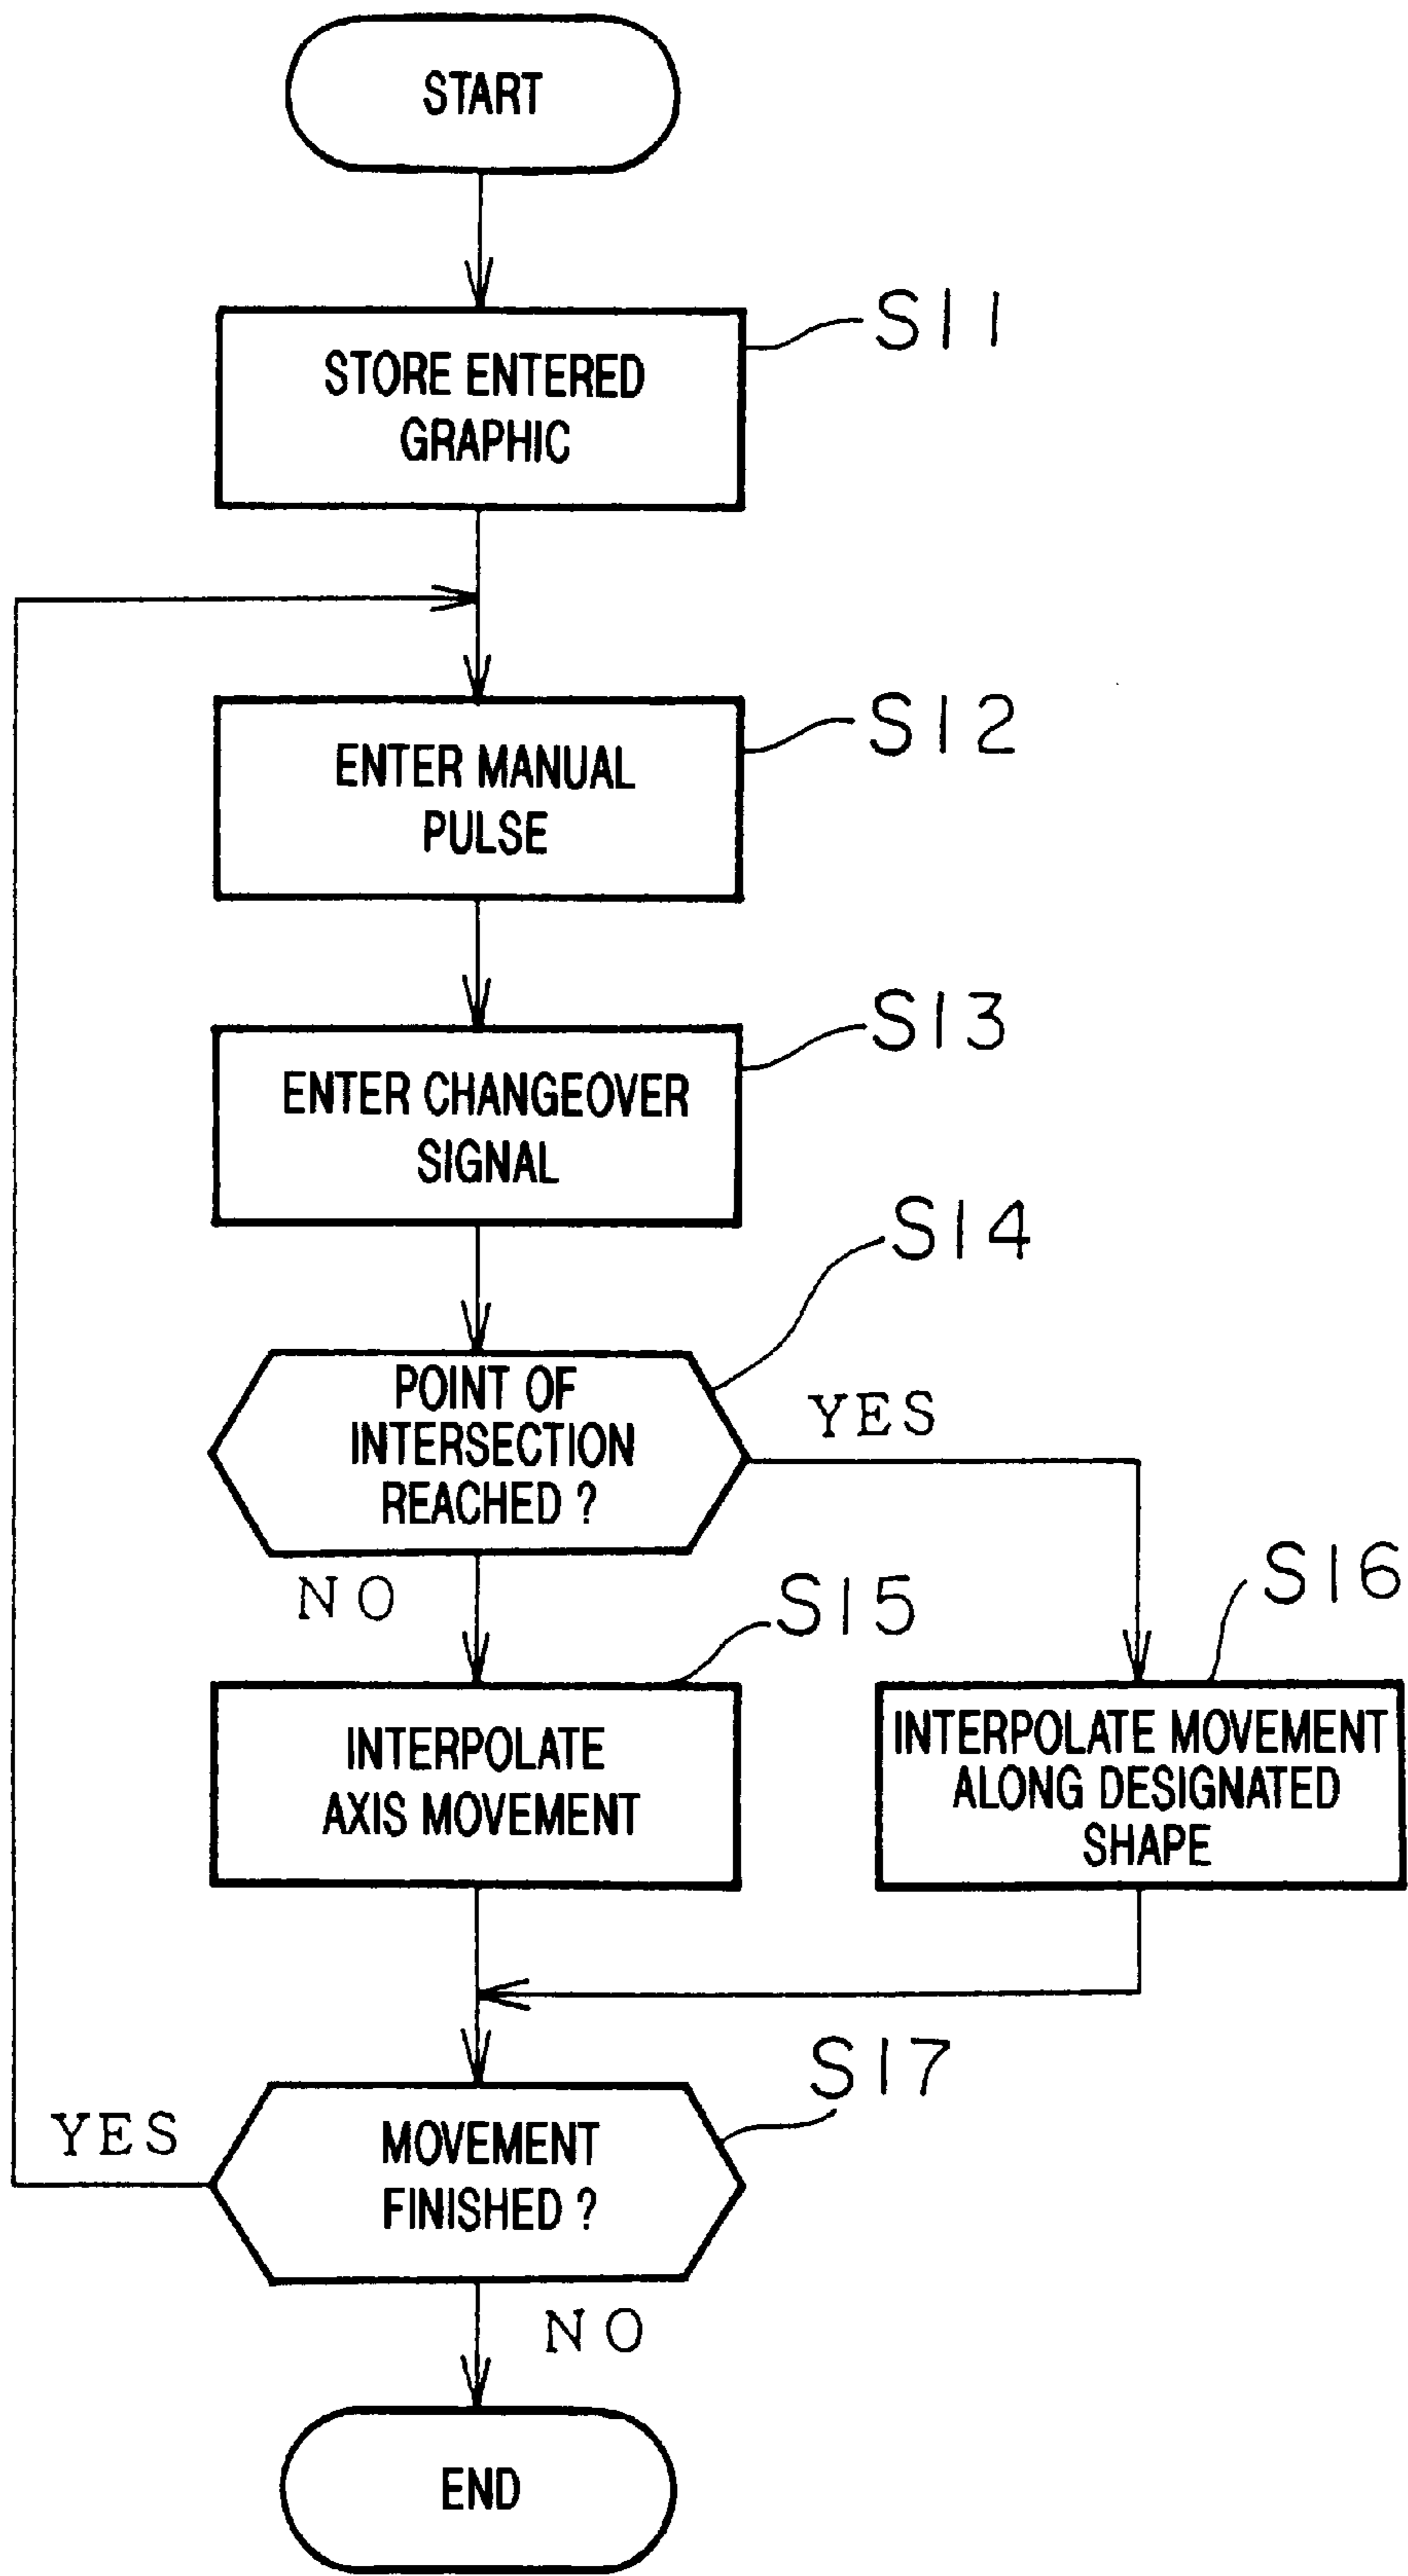 START
S11
STORE ENTERED
GRAPHIC
S12
ENTER MANUAL
PULSE
S13
ENTER CHANGEOVER
SIGNAL
S14
POINT OF
INTERSECTION
REACHED ?
YES
NO
S15
S16
INTERPOLATE
AXIS MOVEMENT
INTERPOLATE MOVEMENT
ALONG DESIGNATED
SHAPE
S17
YES
MOVEMENT
FINISHED ?
NO
END